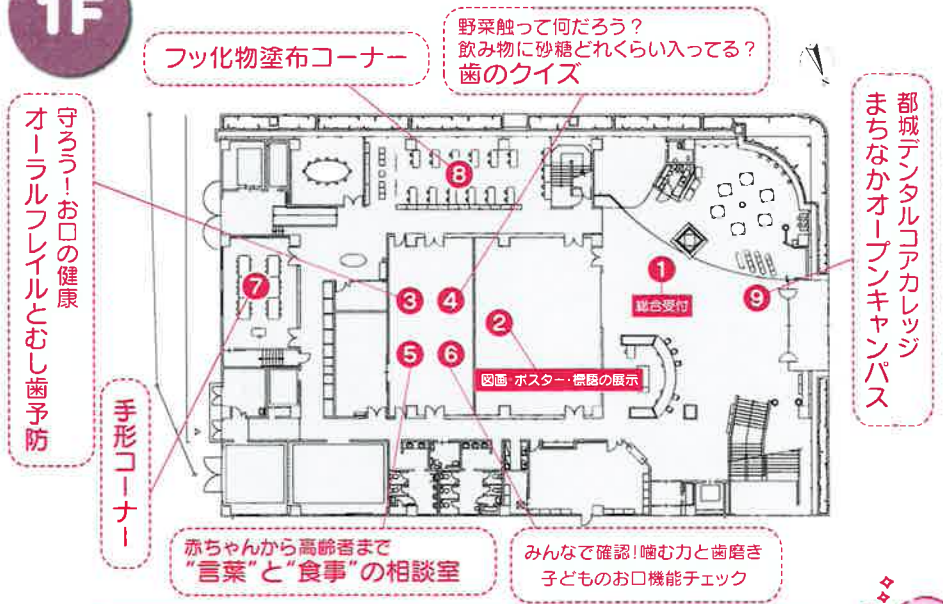 1F
フッ化物塗布コーナー
野菜触って何だろう?
飲み物に砂糖どれくらい入ってる?
歯のクイズ
守ろう!お口の健康
オーラルフレイルとむし歯予防
都城デンタルコアカレッジ
まちなかオープンキャンパス
8
7
3
4
1
総合受付
9
2
図画・ポスター・標語の展示
5
6
手形コーナー
赤ちゃんから高齢者まで
"言葉"と"食事"の相談室
みんなで確認!噛む力と歯磨き
子どものお口機能チェック